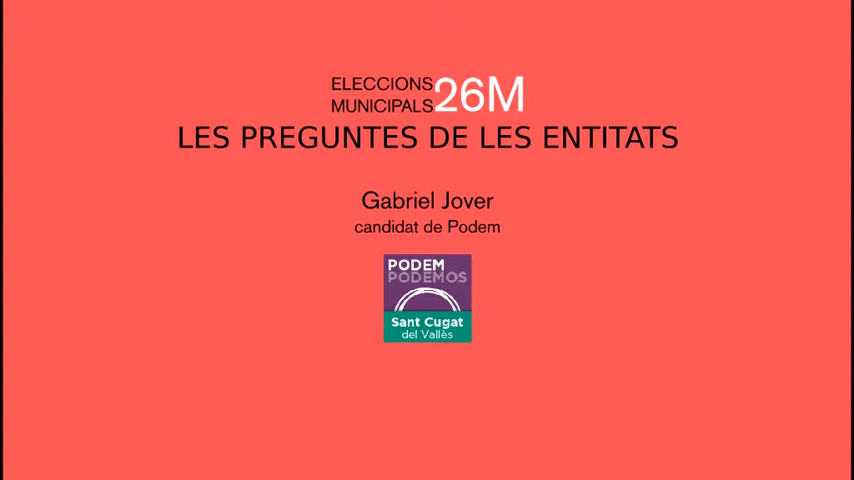 ELECCIONS
MUNICIPALS
26M
LES PREGUNTES DE LES ENTITATS
Gabriel Jover
candidat de Podem
PODEM
PODEMOS
Sant Cugat
del Vallès